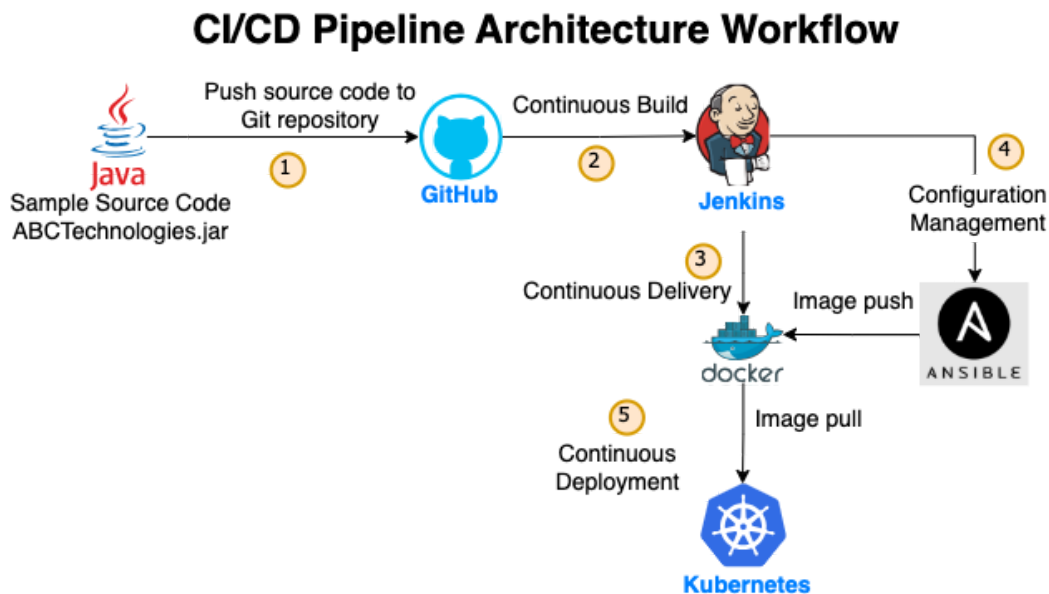 CI/CD Pipeline Architecture Workflow
Push source code to
Git repository
1
Java
Sample Source Code
ABCTechnologies.jar
GitHub
Continuous Build
2
Jenkins
4
Configuration
Management
3
Continuous Delivery
Image push
ANSIBLE
docker
5
Image pull
Continuous
Deployment
Kubernetes